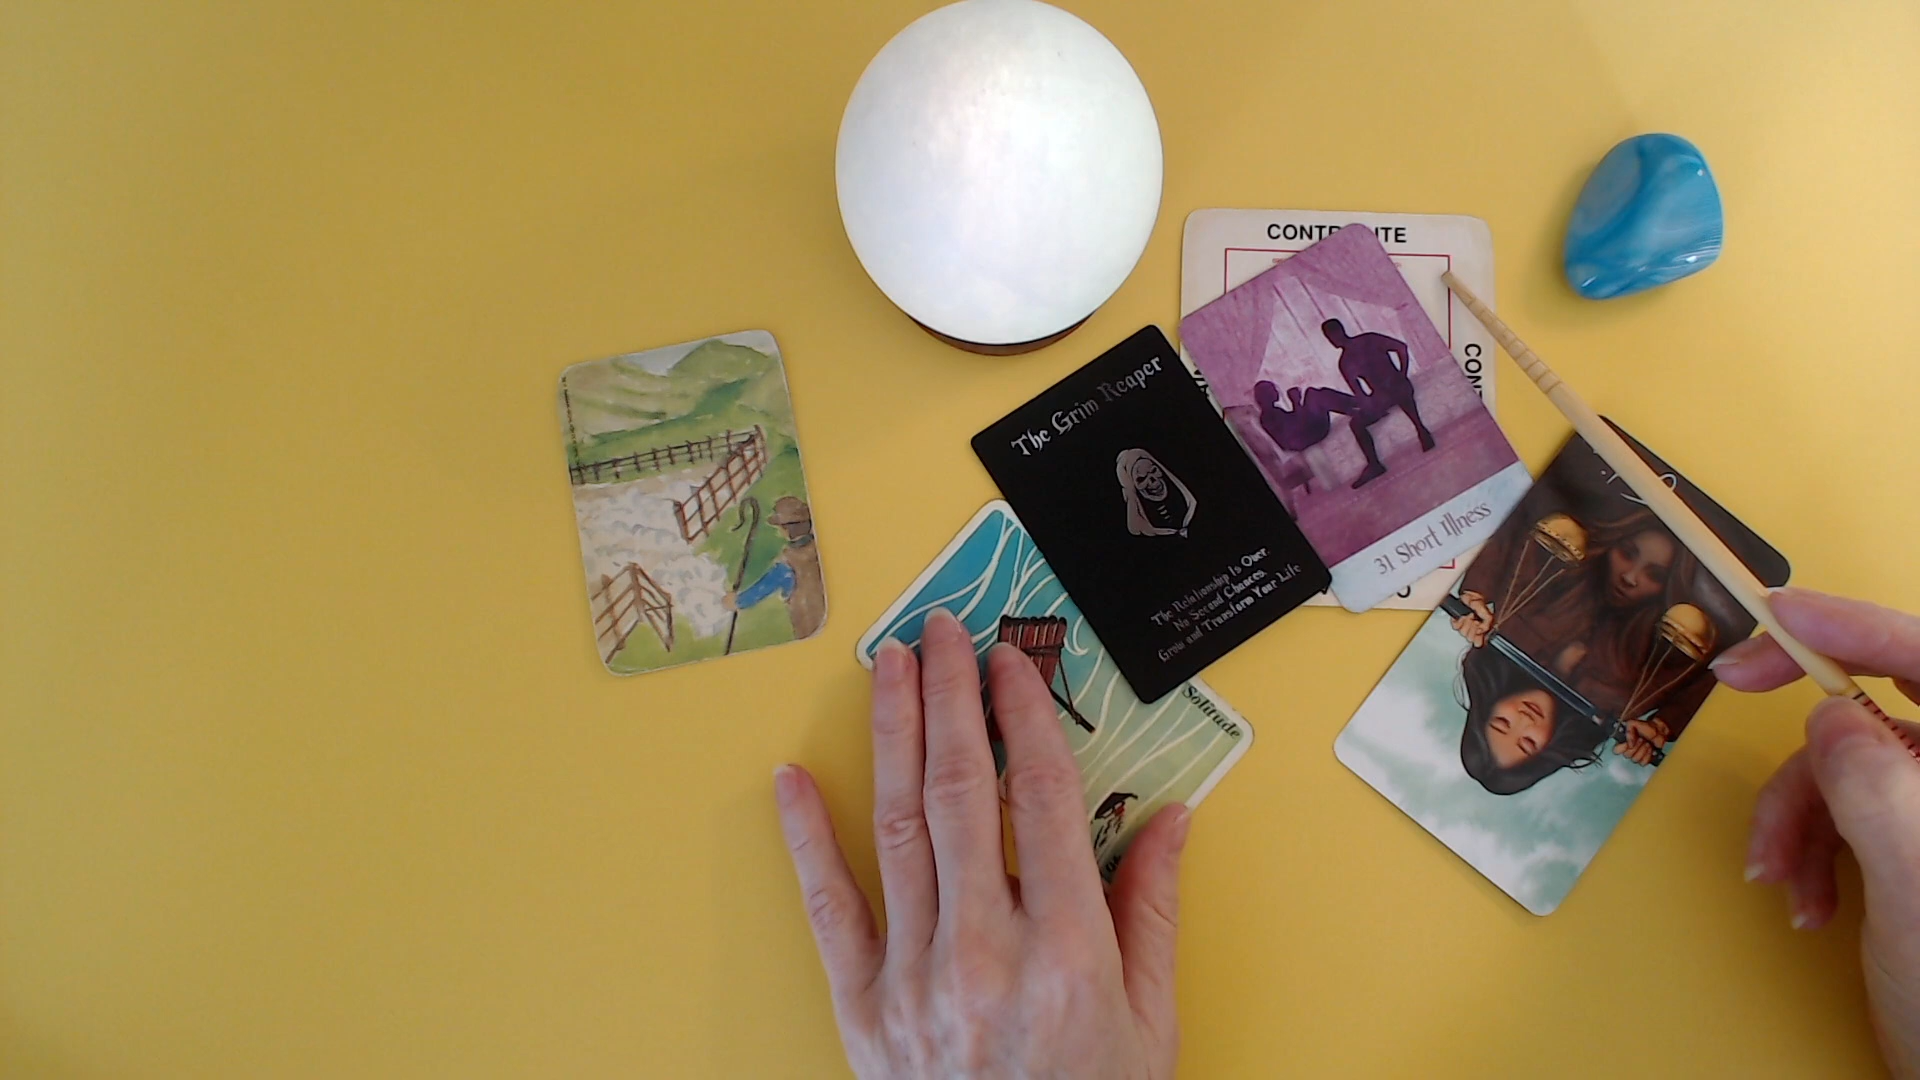 CONTR
ITE
CON
The Grim Reaper
The Relationship Is Over.
No Second Chances.
Grow and Transform Your Life
31 Short Illness
Solitude